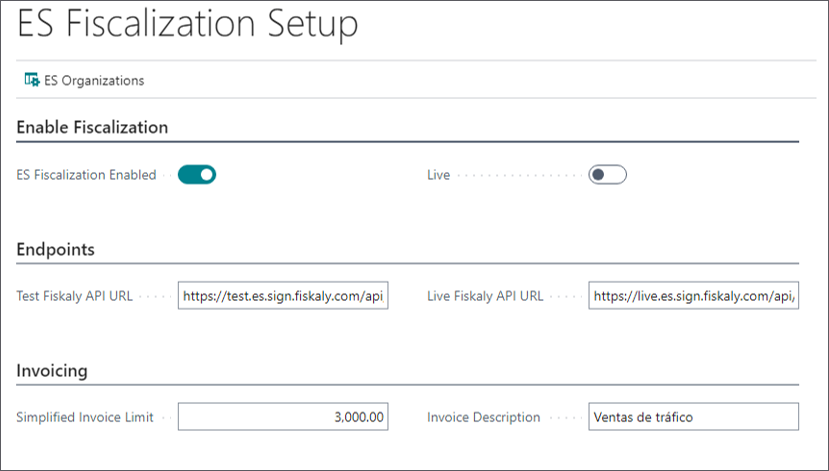 ES Fiscalization Setup
ES Organizations
Enable Fiscalization
ES Fiscalization Enabled Live
Endpoints
Test Fiskaly API URL https://test.es.sign.fiskaly.com/api Live Fiskaly API URL https://live.es.sign.fiskaly.com/api/
Invoicing
Simplified Invoice Limit 3,000.00 Invoice Description Ventas de tráfico